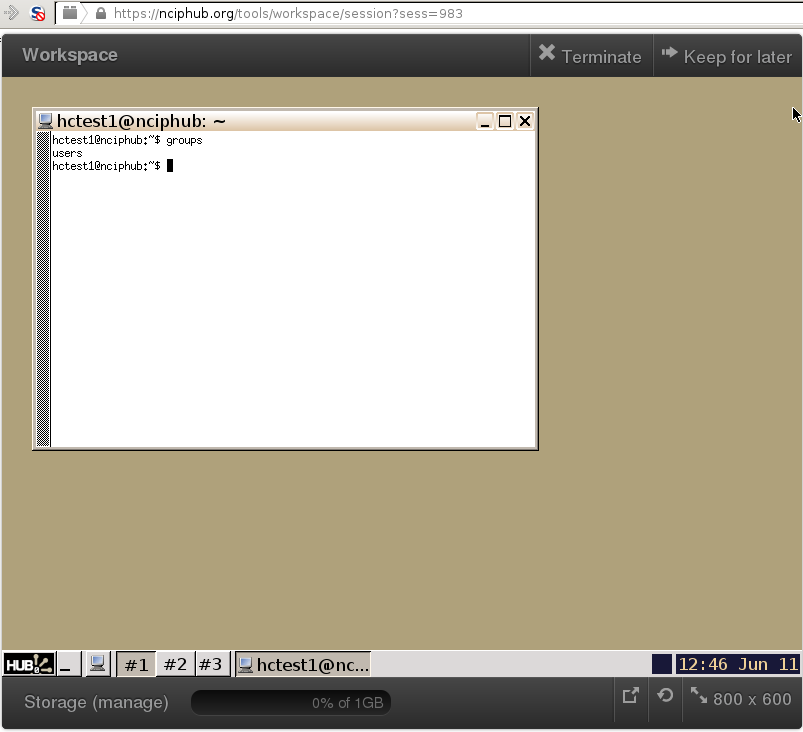 https://nciphub.org/tools/workspace/session?sess=983
Workspace
Terminate
Keep for later
hctest1@nciphub: ~
hctest1@nciphub:~$ groups
users
hctest1@nciphub:~$
HUB
#1
#2
#3
hctest1@nc...
12:46 Jun 11
Storage (manage)
0% of 1GB
800 x 600